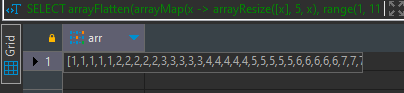 SELECT arrayFlatten(arrayMap(x -> arrayResize([x], 5, x), range(1, 11
Grid
arr
1 [1,1,1,1,1,2,2,2,2,2,3,3,3,3,3,4,4,4,4,4,5,5,5,5,5,6,6,6,6,6,7,7,7